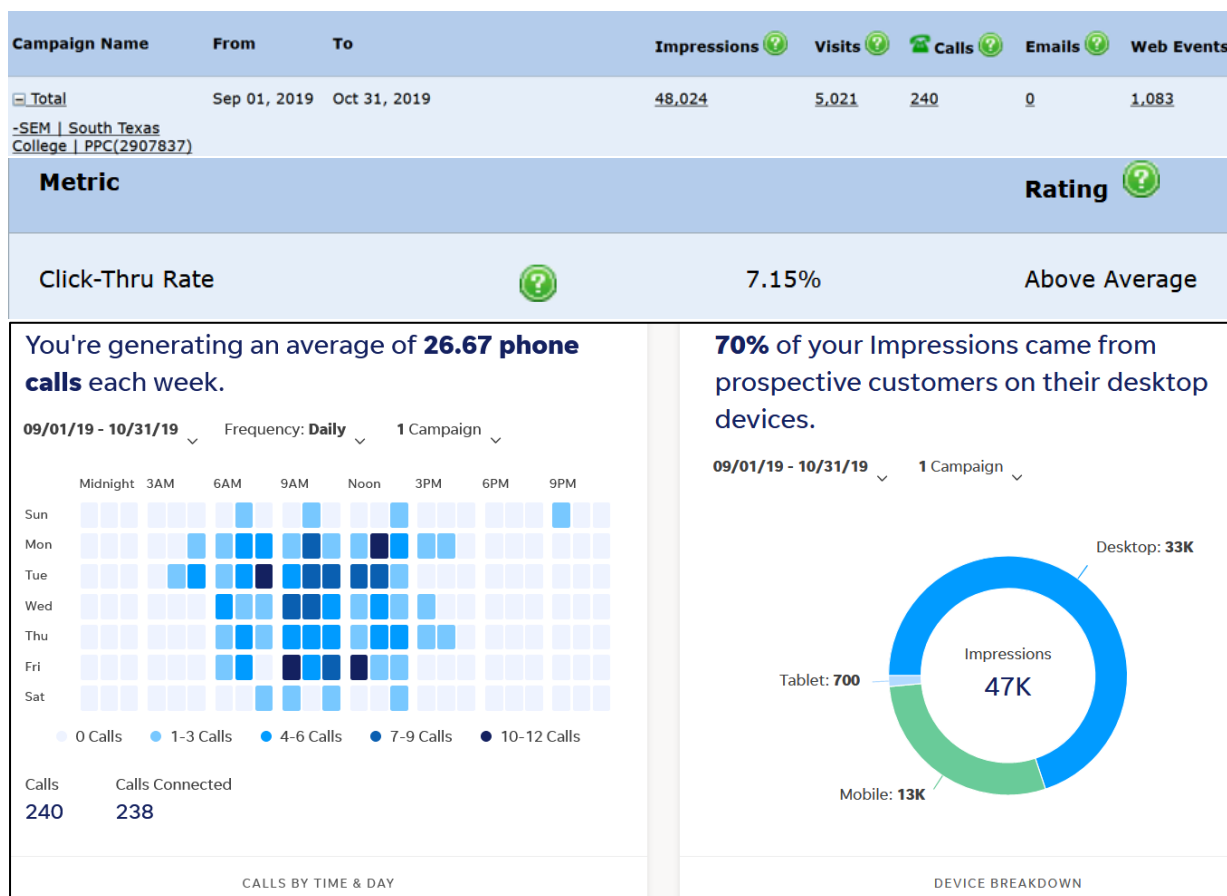 Campaign Name From To Impressions ? Visits ? Calls ? Emails ? Web Events
Total Sep 01, 2019 Oct 31, 2019 48,024 5,021 240 0 1,083
-SEM | South Texas
College | PPC(2907837)
Metric Rating ?
Click-Thru Rate ? 7.15% Above Average
You're generating an average of 26.67 phone
calls each week.
09/01/19 - 10/31/19 Frequency: Daily 1 Campaign
Midnight 3AM 6AM 9AM Noon 3PM 6PM 9PM
Sun
Mon
Tue
Wed
Thu
Fri
Sat
0 Calls 1-3 Calls 4-6 Calls 7-9 Calls 10-12 Calls
Calls Calls Connected
240 238
CALLS BY TIME & DAY
70% of your Impressions came from
prospective customers on their desktop
devices.
09/01/19 - 10/31/19 1 Campaign
Desktop: 33K
Impressions
47K
Tablet: 700
Mobile: 13K
DEVICE BREAKDOWN